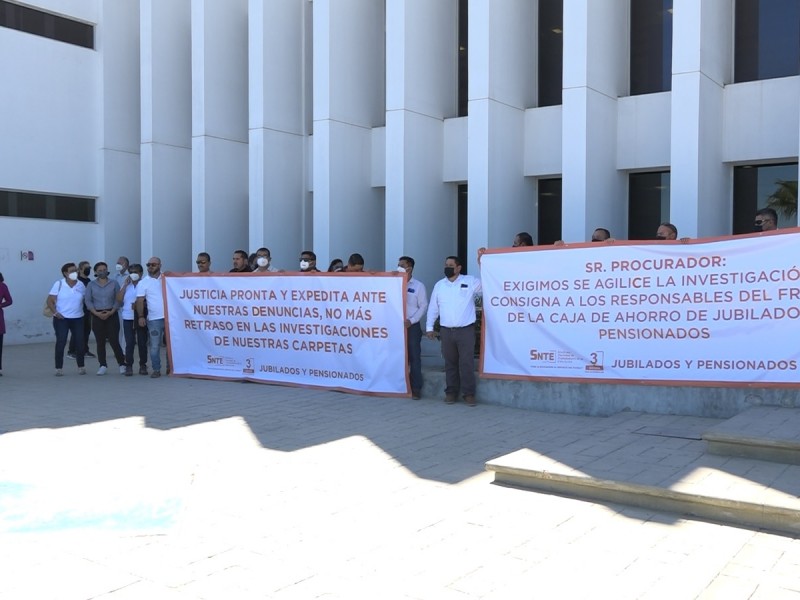 JUSTICIA PRONTA Y EXPEDITA ANTE
NUESTRAS DENUNCIAS, NO MÁS
RETRASO EN LAS INVESTIGACIONES
DE NUESTRAS CARPETAS
SNTE
3
JUBILADOS Y PENSIONADOS
SR. PROCURADOR:
EXIGIMOS SE AGILICE LA INVESTIGACIÓ
CONSIGNA A LOS RESPONSABLES DEL FR
DE LA CAJA DE AHORRO DE JUBILADO
PENSIONADOS
SNTE
3
JUBILADOS Y PENSIONADOS